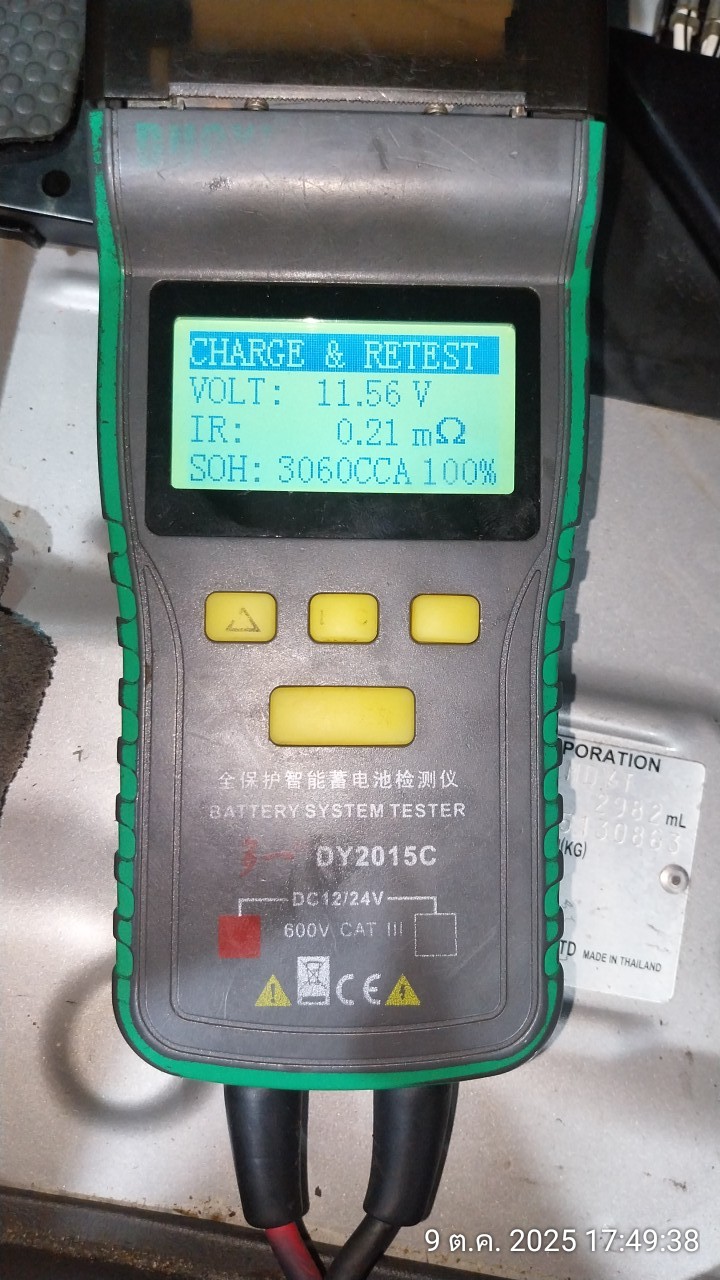 CHARGE & RETEST
VOLT: 11.56 V
IR: 0.21 mΩ
SOH: 3060CCA 100%
全保护智能蓄电池检测仪
BATTERY SYSTEM TESTER
DY2015C
DC12/24V
600V CAT III
CE
PORATION
2982 mL
130863
(KG)
TD MADE IN THAILAND
9 ต.ค. 2025 17:49:38